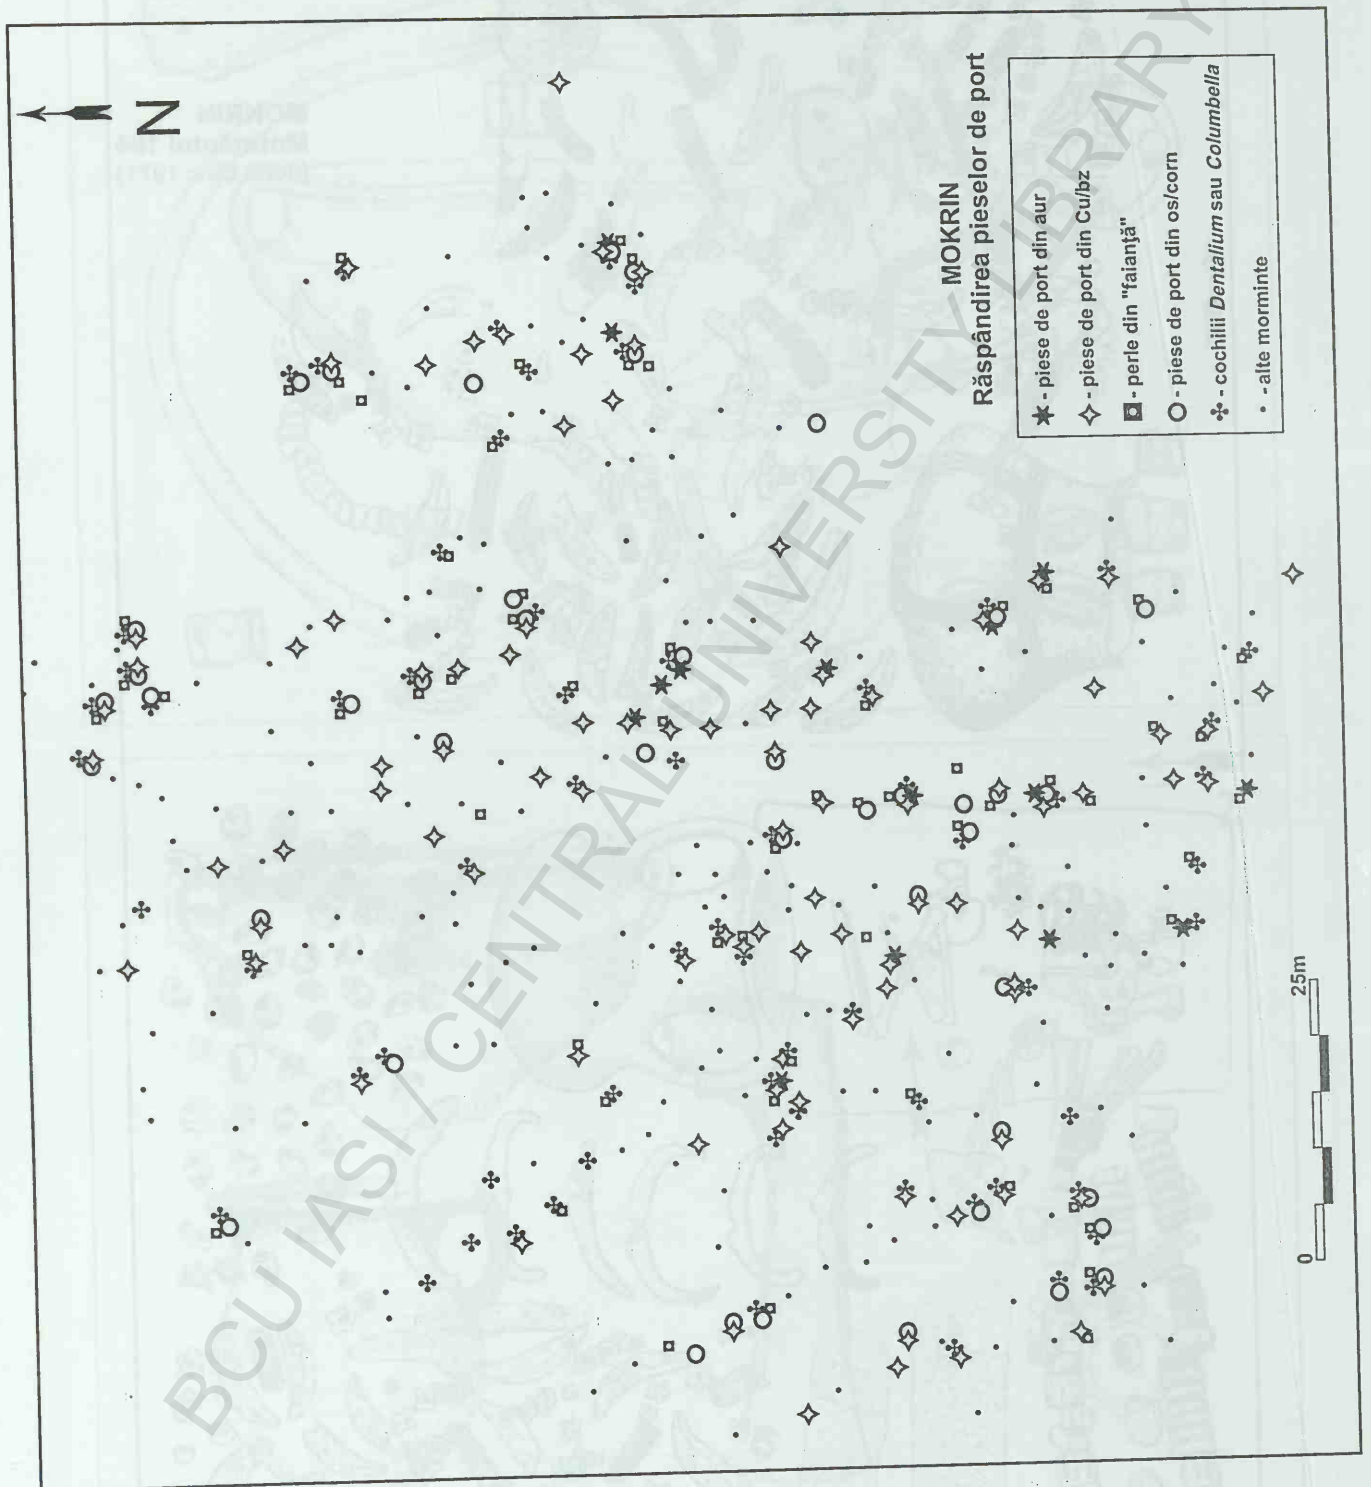 N
MOKRIN
Răspândirea pieselor de port
- piese de port din aur
- piese de port din Cu/bz
- perle din "faianţă"
- piese de port din os/corn
- cochilii Dentalium sau Columbella
- alte morminte
0 25m
BCU IASI / CENTRAL UNIVERSITY LIBRARY